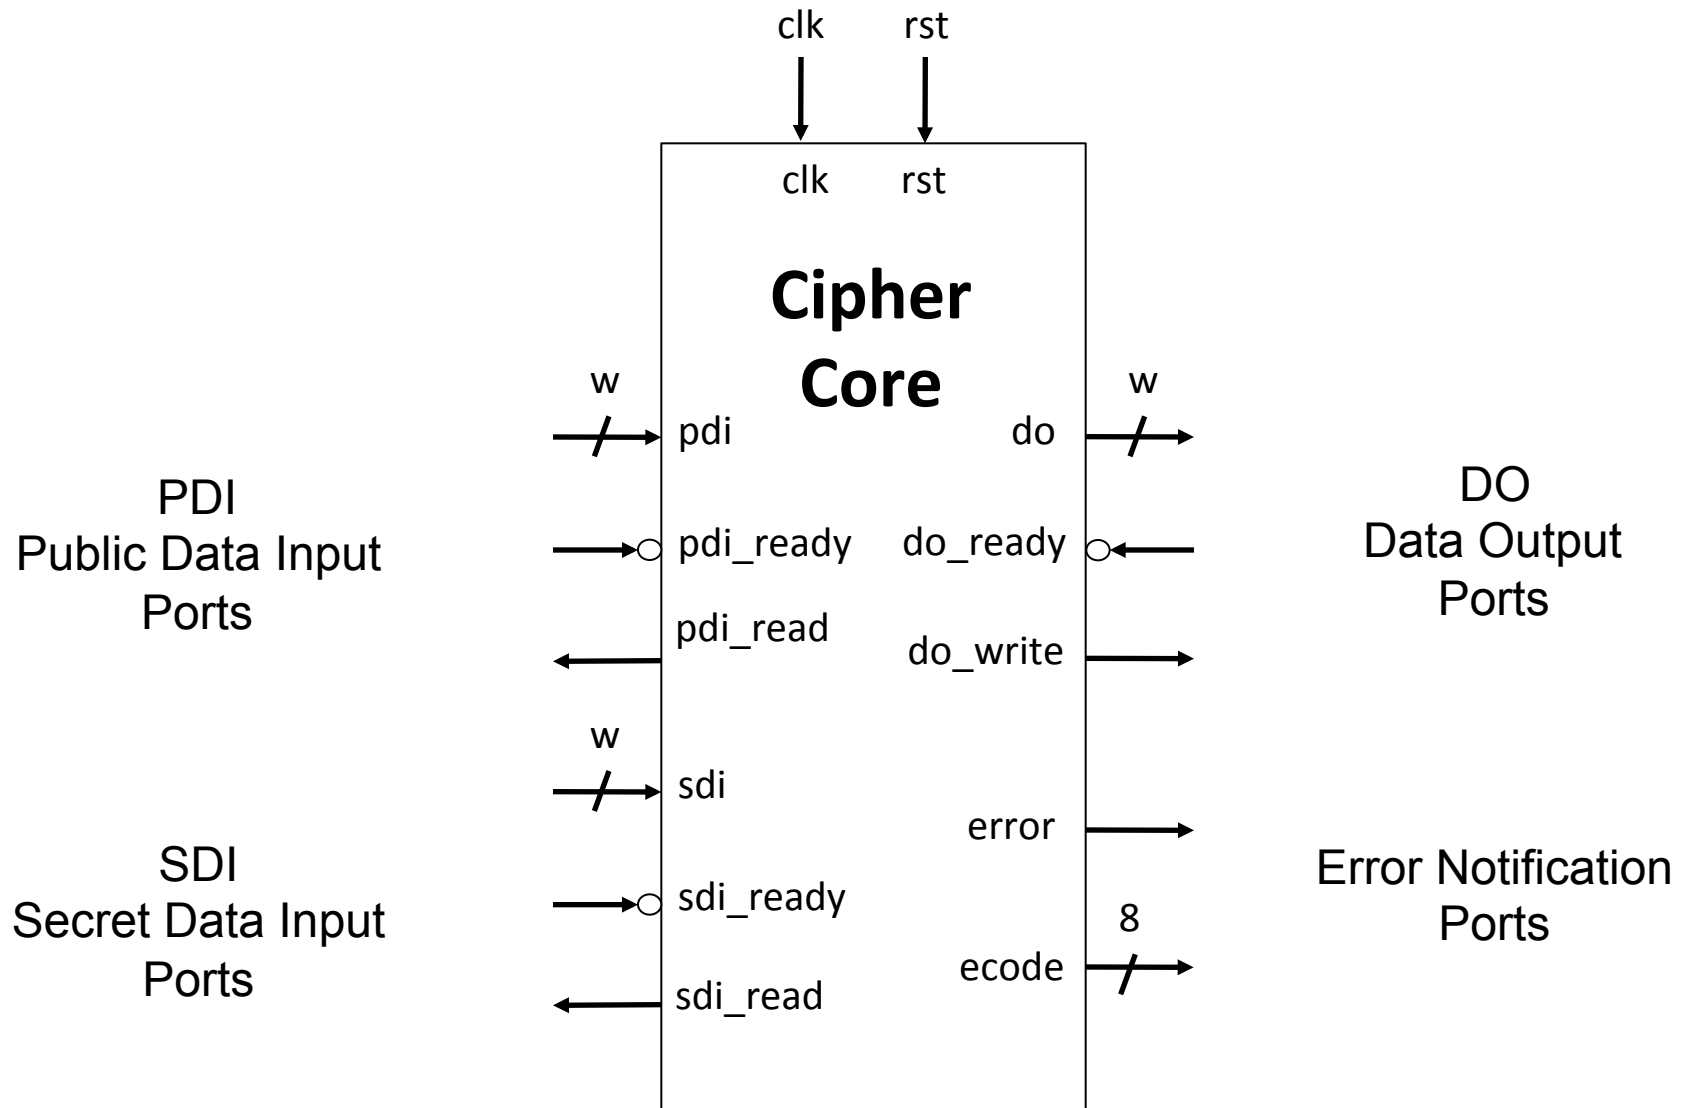 clk rst
clk rst
Cipher
Core
w
pdi
do
w
PDI
Public Data Input
Ports
pdi_ready
do_ready
DO
Data Output
Ports
pdi_read
do_write
w
sdi
error
SDI
Secret Data Input
Ports
sdi_ready
Error Notification
Ports
8
ecode
sdi_read